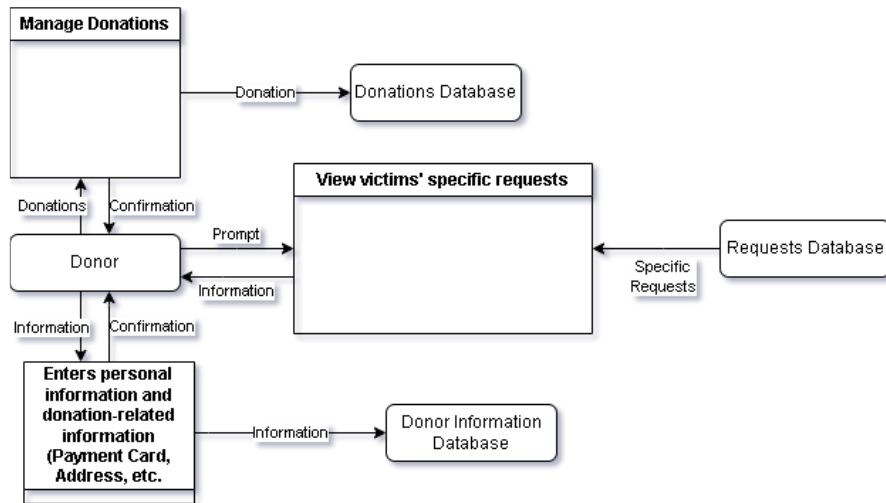 Manage Donations
Donation
Donations Database
View victims' specific requests
Donations
Confirmation
Prompt
Donor
Requests Database
Information
Specific
Requests
Information
Confirmation
Enters personal
information and
donation-related
information
(Payment Card,
Address, etc.
Information
Donor Information
Database